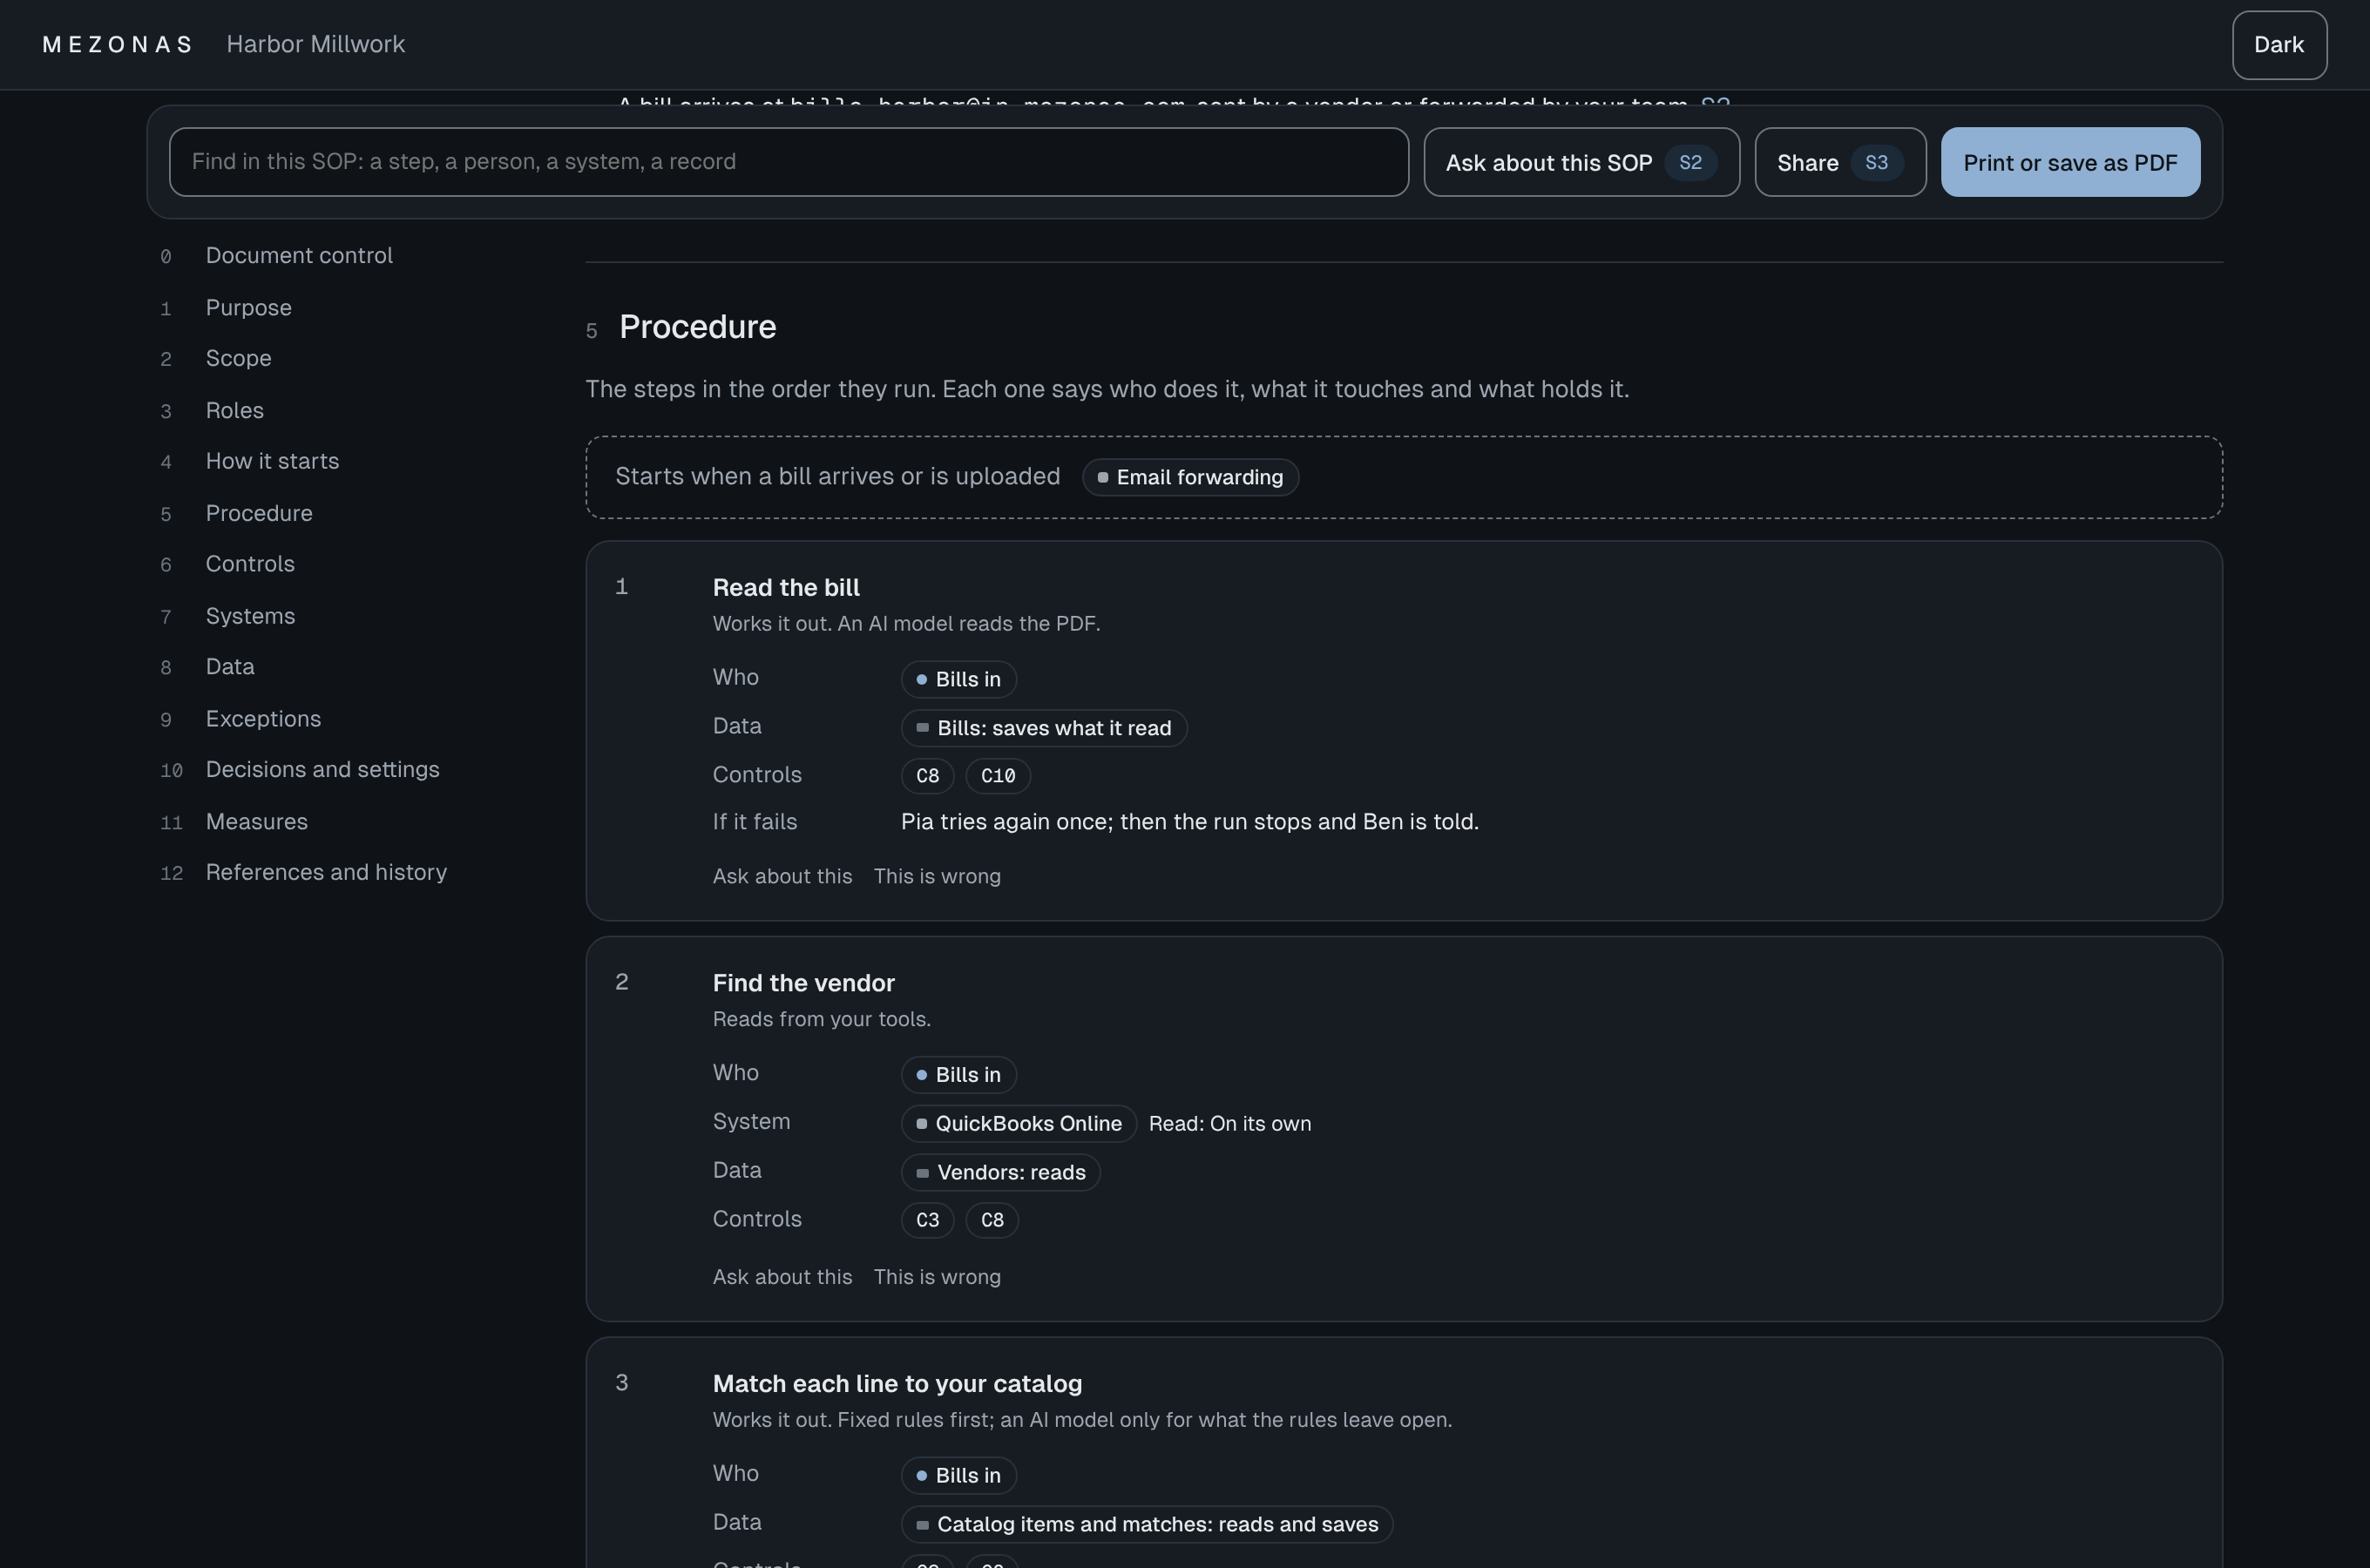 MEZONAS Harbor Millwork Dark
Find in this SOP: a step, a person, a system, a record Ask about this SOP S2 Share S3 Print or save as PDF
0 Document control
1 Purpose
2 Scope
3 Roles
4 How it starts
5 Procedure
6 Controls
7 Systems
8 Data
9 Exceptions
10 Decisions and settings
11 Measures
12 References and history
5 Procedure
The steps in the order they run. Each one says who does it, what it touches and what holds it.
Starts when a bill arrives or is uploaded Email forwarding
1 Read the bill
Works it out. An AI model reads the PDF.
Who Bills in
Data Bills: saves what it read
Controls C8 C10
If it fails Pia tries again once; then the run stops and Ben is told.
Ask about this This is wrong
2 Find the vendor
Reads from your tools.
Who Bills in
System QuickBooks Online Read: On its own
Data Vendors: reads
Controls C3 C8
Ask about this This is wrong
3 Match each line to your catalog
Works it out. Fixed rules first; an AI model only for what the rules leave open.
Who Bills in
Data Catalog items and matches: reads and saves